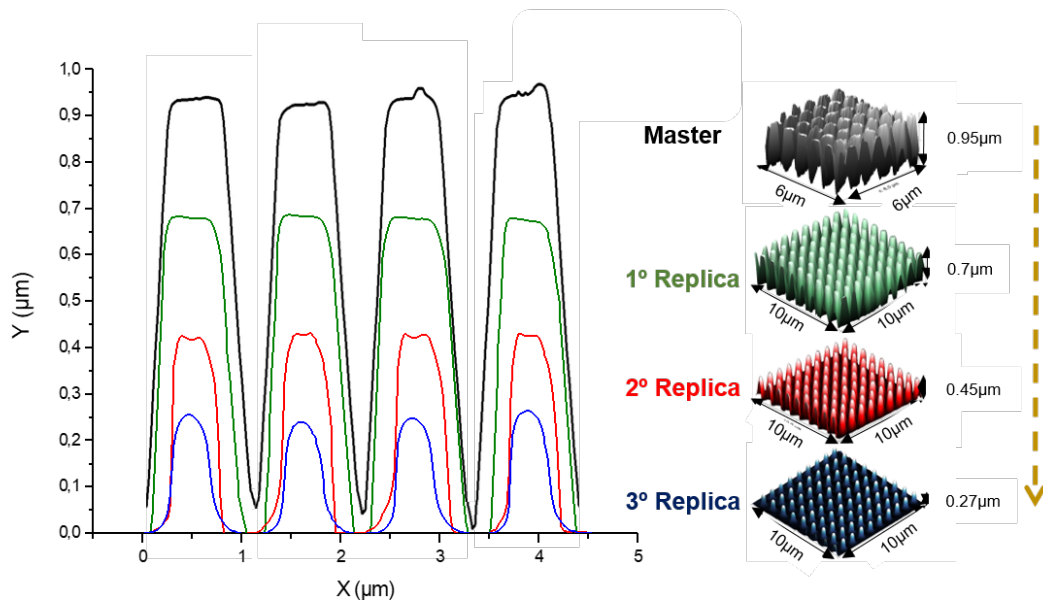 1,0
0,9
0,8
0,7
0,6
0,5
0,4
0,3
0,2
0,1
0,0
Y (µm)
0
1
2
3
4
5
X (µm)
Master
0.95µm
6µm
6µm
1º Replica
0.7µm
10µm
10µm
2º Replica
0.45µm
10µm
10µm
3º Replica
0.27µm
10µm
10µm